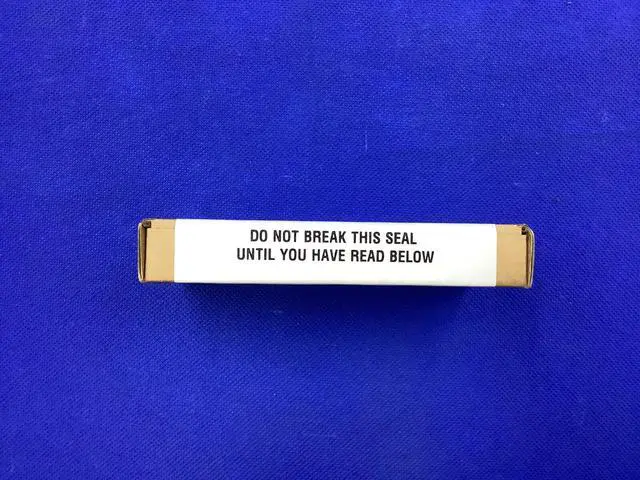 DO NOT BREAK THIS SEAL
UNTIL YOU HAVE READ BELOW